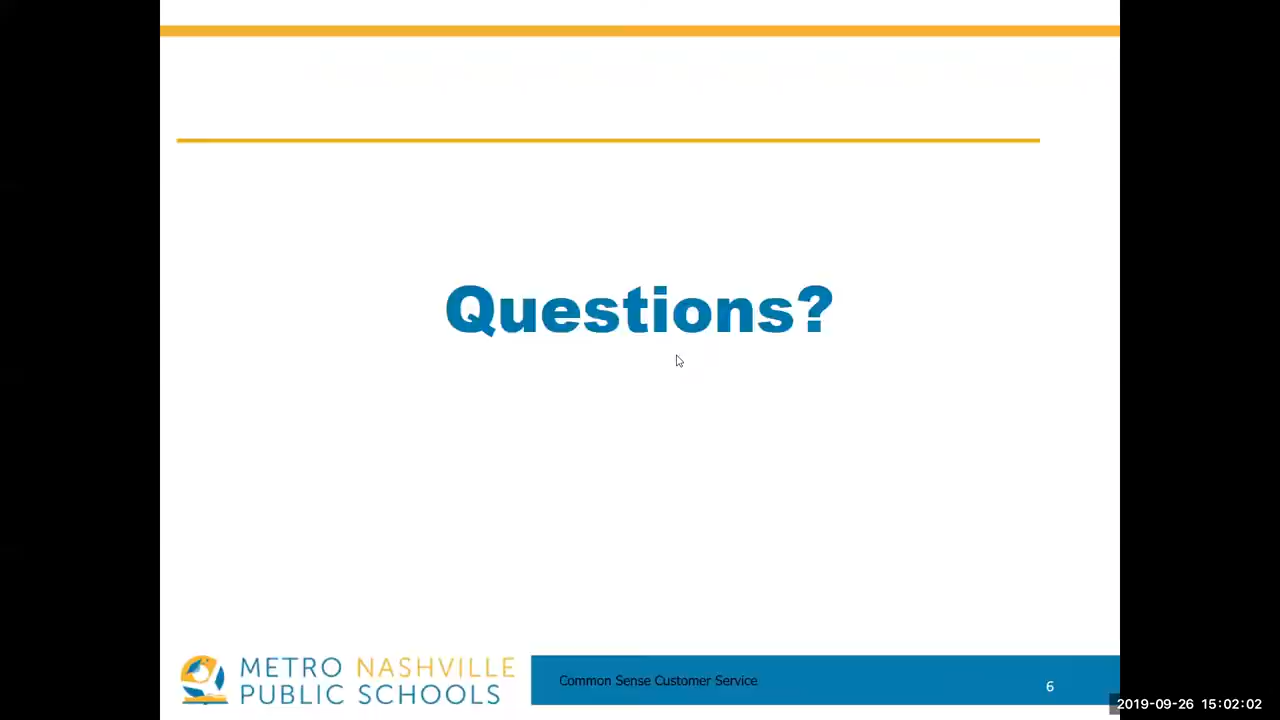 Questions?
METRO NASHVILLE
PUBLIC SCHOOLS
Common Sense Customer Service
6
2019-09-26 15:02:02